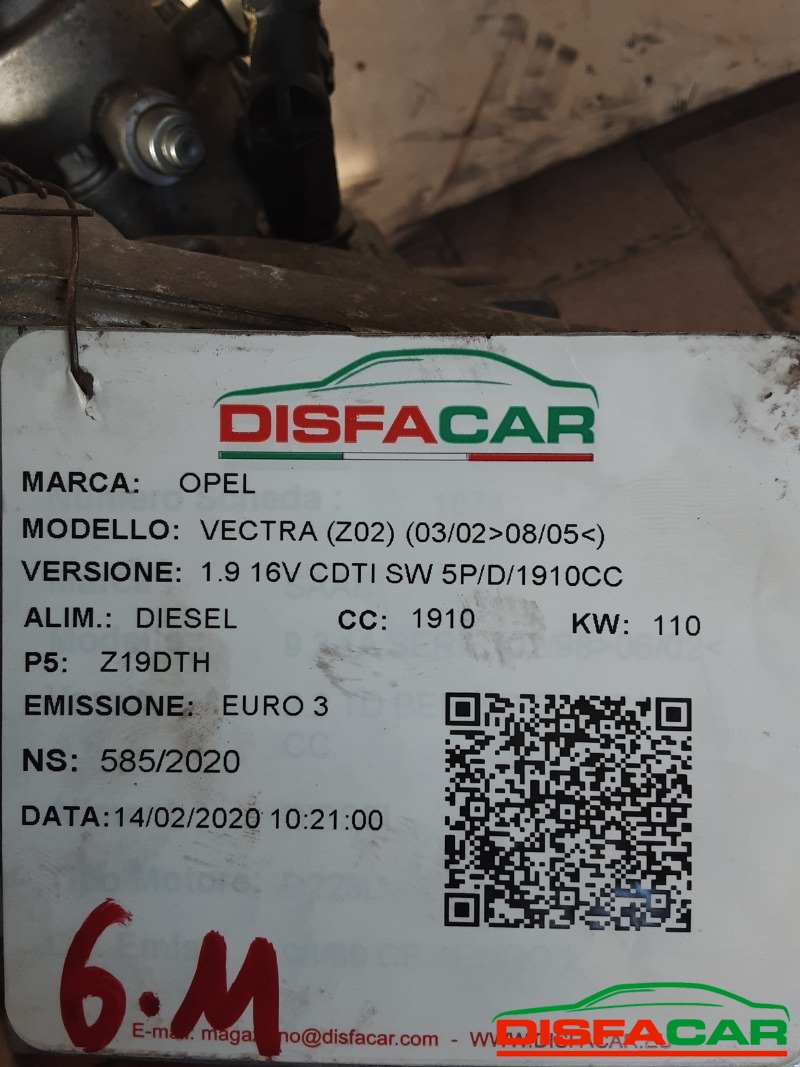 DISFACAR
MARCA: OPEL
MODELLO: VECTRA (Z02) (03/02>08/05<)
VERSIONE: 1.9 16V CDTI SW 5P/D/1910CC
ALIM.: DIESEL CC: 1910 KW: 110
P5: Z19DTH
EMISSIONE: EURO 3
NS: 585/2020
DATA:14/02/2020 10:21:00
6.M
E-mail: @disfacar.com -
DISFACAR